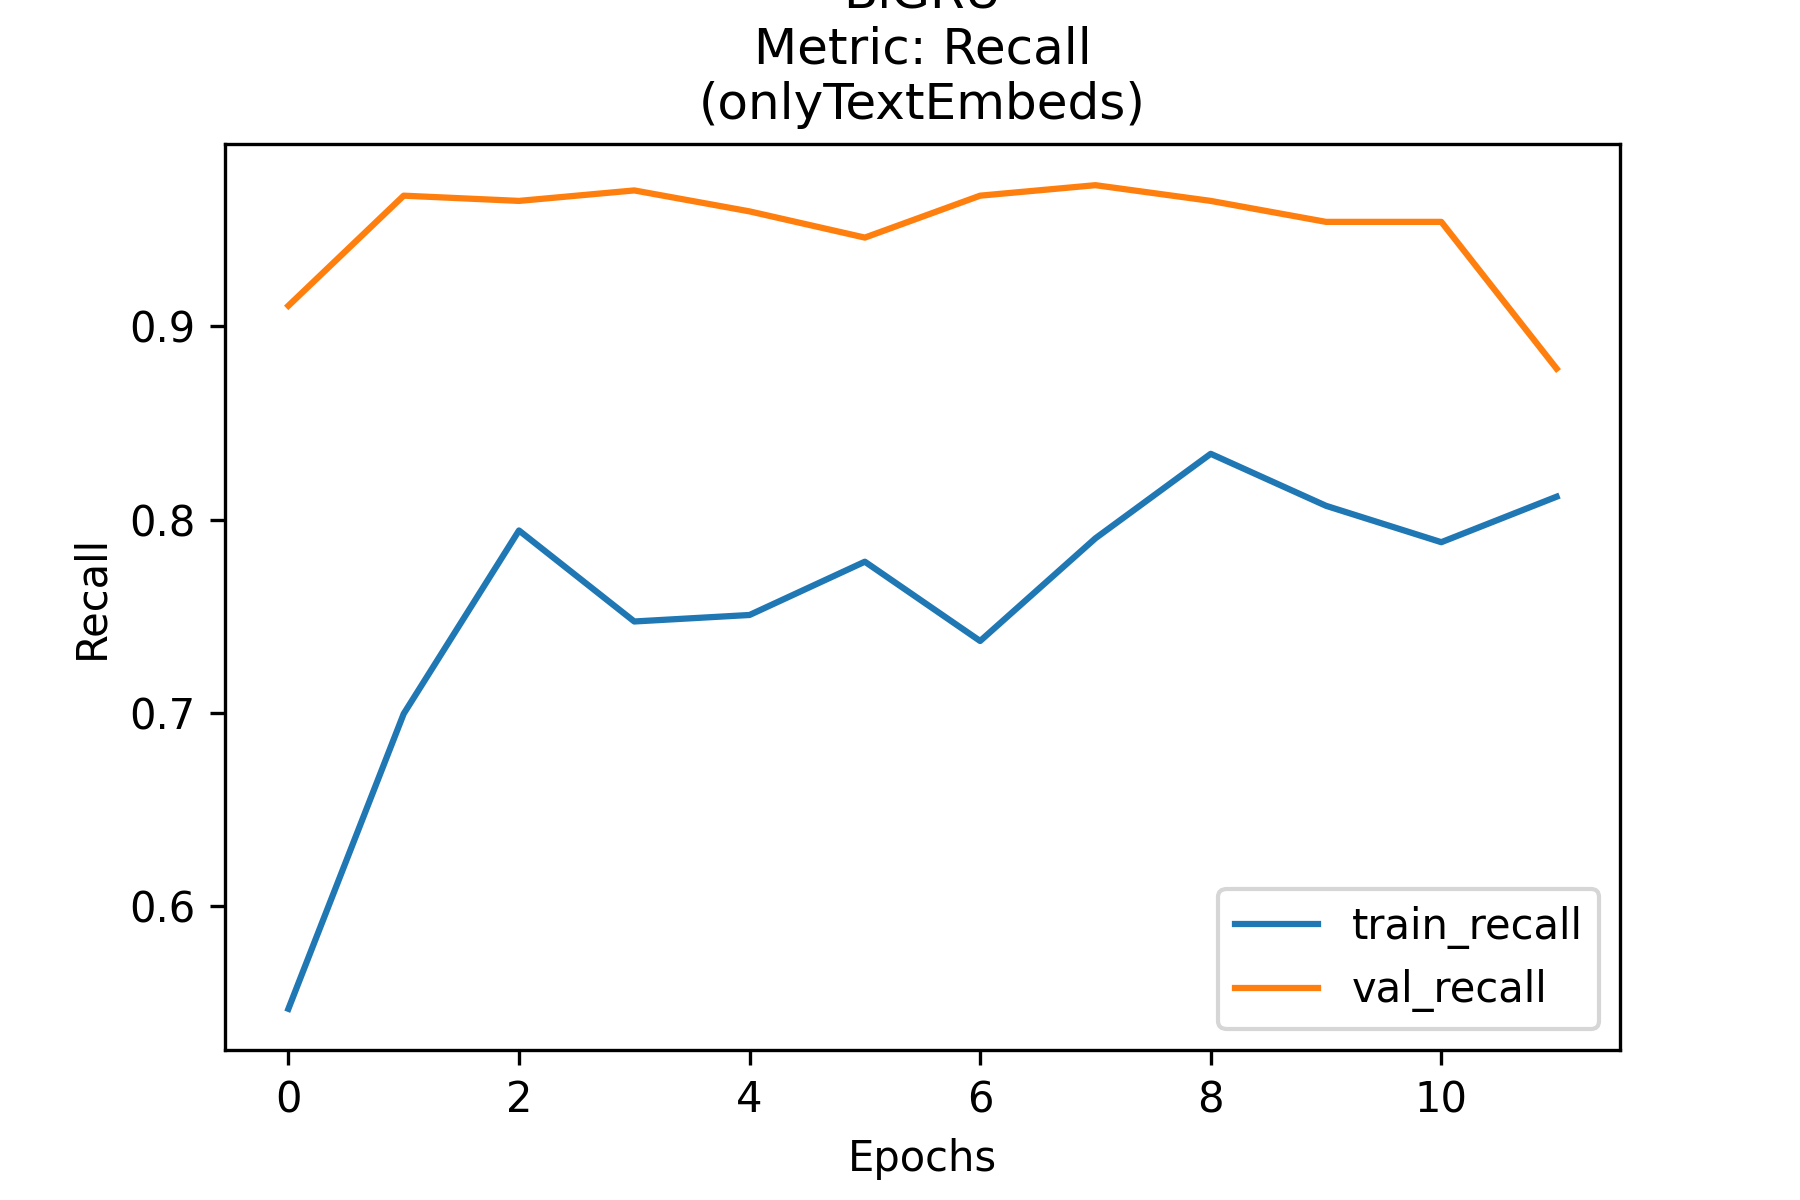 BiGRU
Metric: Recall
(onlyTextEmbeds)
0.9
0.8
0.7
0.6
Recall
0
2
4
6
8
10
Epochs
train_recall
val_recall